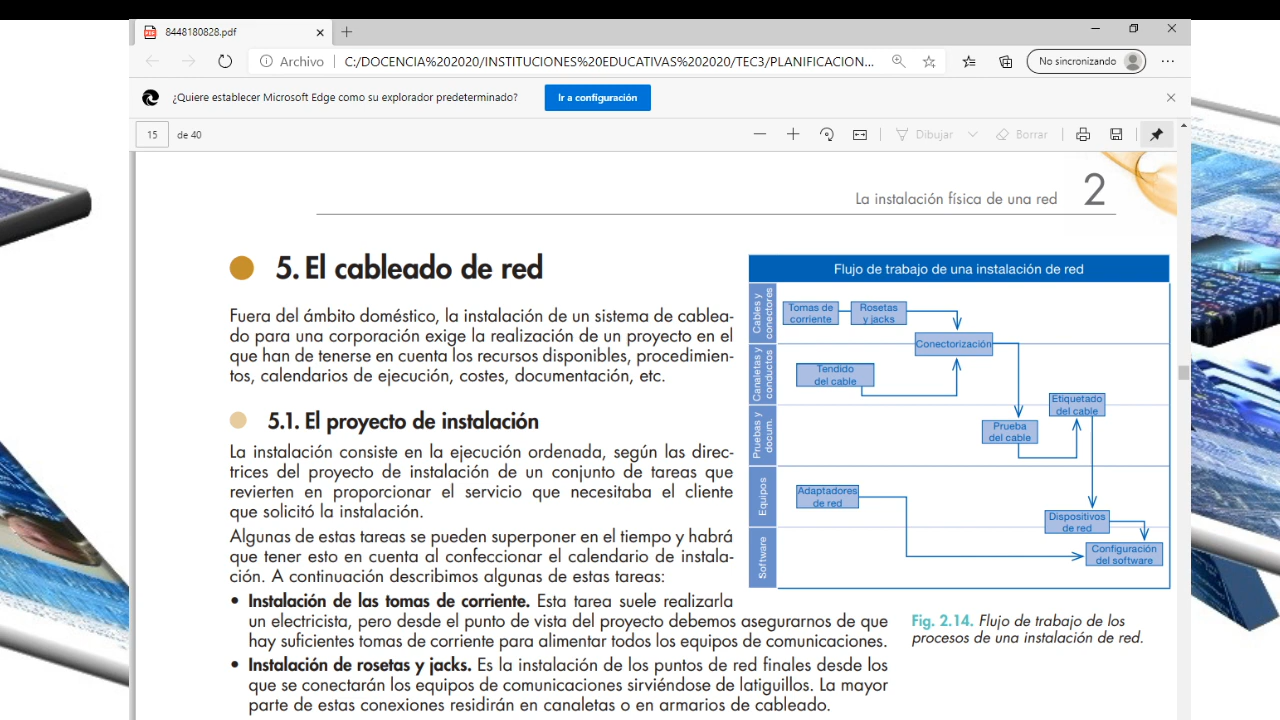 8448180828.pdf
Archivo
C:/DOCENCIA%202020/INSTITUCIONES%20EDUCATIVAS%202020/TEC3/PLANIFICACION...
No sincronizando
¿Quiere establecer Microsoft Edge como su explorador predeterminado?
Ir a configuración
15 de 40
Dibujar
Borrar
La instalación física de una red 2
5. El cableado de red
Fuera del ámbito doméstico, la instalación de un sistema de cablea-
do para una corporación exige la realización de un proyecto en el
que han de tenerse en cuenta los recursos disponibles, procedimien-
tos, calendarios de ejecución, costes, documentación, etc.
5.1. El proyecto de instalación
La instalación consiste en la ejecución ordenada, según las direc-
trices del proyecto de instalación de un conjunto de tareas que
revierten en proporcionar el servicio que necesitaba el cliente
que solicitó la instalación.
Algunas de estas tareas se pueden superponer en el tiempo y habrá
que tener esto en cuenta al confeccionar el calendario de instala-
ción. A continuación describimos algunas de estas tareas:
• Instalación de las tomas de corriente. Esta tarea suele realizarla
un electricista, pero desde el punto de vista del proyecto debemos asegurarnos de que
hay suficientes tomas de corriente para alimentar todos los equipos de comunicaciones.
• Instalación de rosetas y jacks. Es la instalación de los puntos de red finales desde los
que se conectarán los equipos de comunicaciones sirviéndose de latiguillos. La mayor
parte de estas conexiones residirán en canaletas o en armarios de cableado.
Flujo de trabajo de una instalación de red
Cables y
conectores
Tomas de
corriente
Rosetas
y jacks
Conectorización
Canaletas y
conductos
Tendido
del cable
Etiquetado
del cable
Pruebas y
docum.
Prueba
del cable
Equipos
Adaptadores
de red
Dispositivos
de red
Software
Configuración
del software
Fig. 2.14. Flujo de trabajo de los
procesos de una instalación de red.